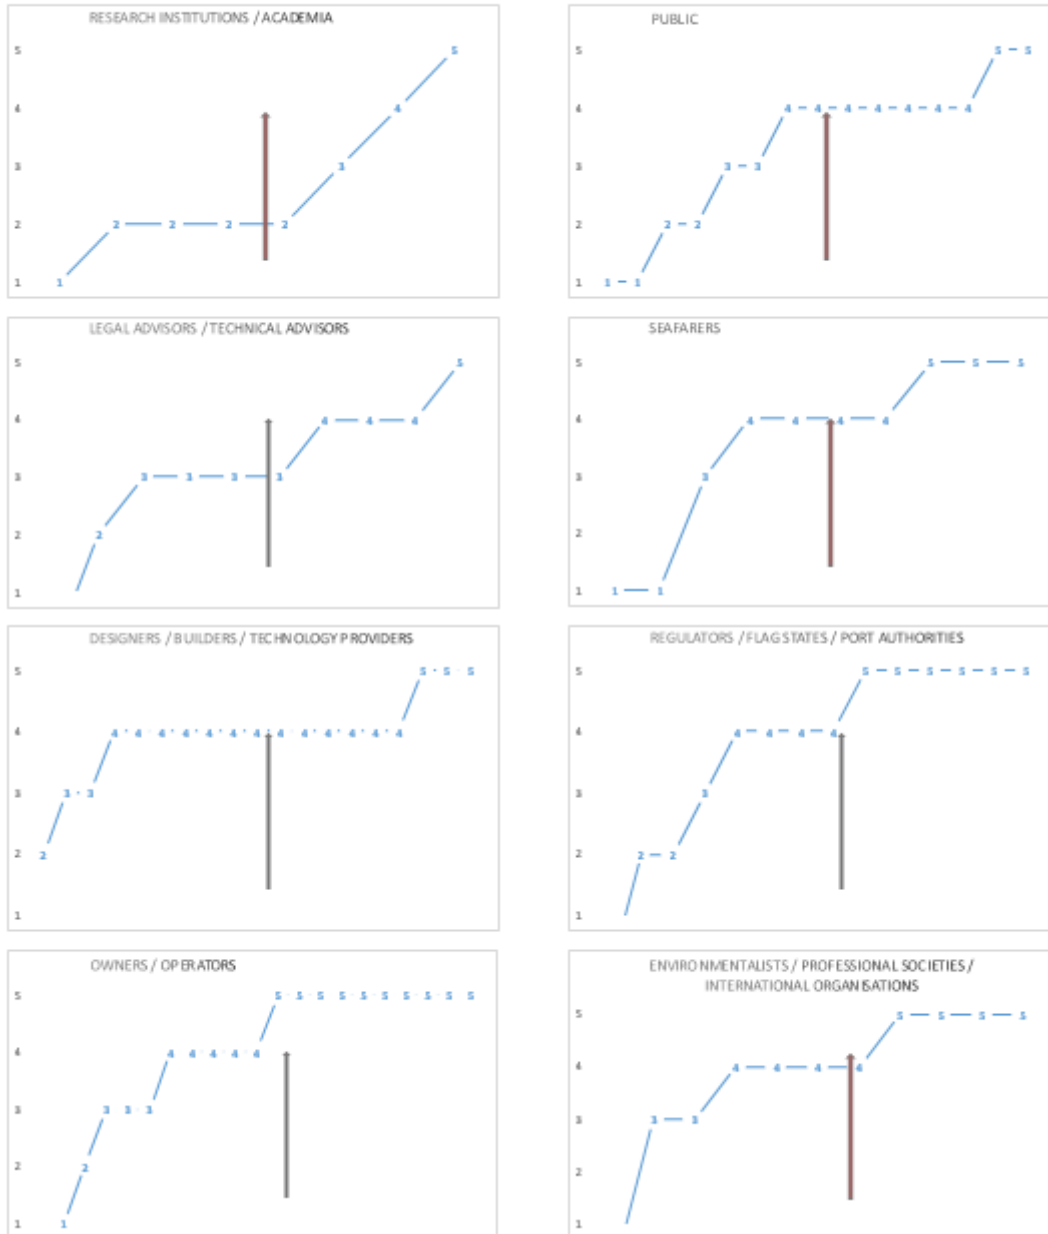 RESEARCH INSTITUTIONS / ACADEMIA
5 5
4 4
3 3
2 2 2 2 2
1 1
PUBLIC
5 5 5
4 4 4 4 4 4 4 4
3 3 3
2 2 2
1 1 1
LEGAL ADVISORS / TECHNICAL ADVISORS
5 5
4 4 4 4
3 3 3 3 3
2 2
1
SEAFARERS
5 5 5 5
4 4 4 4 4
3 3
2
1 1 1
DESIGNERS / BUILDERS / TECHNOLOGY PROVIDERS
5 5 5 5
4 4 4 4 4 4 4 4 4 4 4 4 4 4
3 3 3
2 2
1
REGULATORS / FLAG STATES / PORT AUTHORITIES
5 5 5 5 5 5 5
4 4 4 4 4
3 3
2 2 2
1
OWNERS / OPERATORS
5 5 5 5 5 5 5 5 5 5 5
4 4 4 4 4 4
3 3 3 3
2 2
1 1
ENVIRONMENTALISTS / PROFESSIONAL SOCIETIES /
INTERNATIONAL ORGANISATIONS
5 5 5 5 5
4 4 4 4 4
3 3 3
2
1